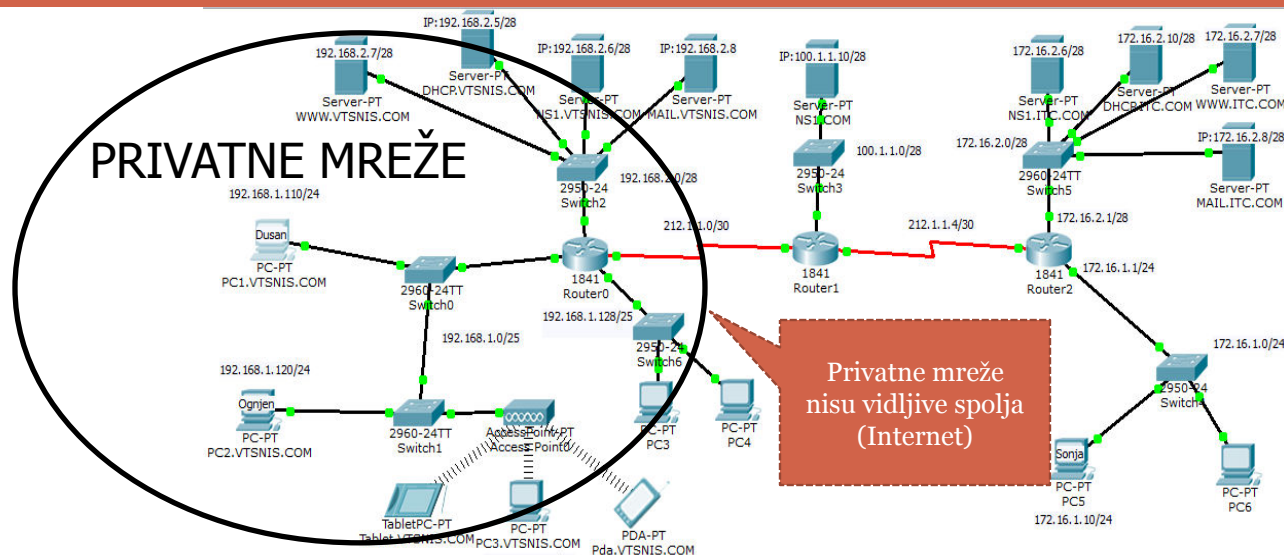 IP:192.168.2.5/28
Server-PT
DHCP.VTSNIS.COM
192.168.2.7/28
Server-PT
WWW.VTSNIS.COM
IP:192.168.2.6/28
Server-PT
NS1.VTSNIS.COM
IP:192.168.2.8
Server-PT
MAIL.VTSNIS.COM
PRIVATNE MREŽE
2950-24
Switch2
192.168.2.0/28
192.168.1.110/24
Dusan
PC-PT
PC1.VTSNIS.COM
2960-24TT
Switch0
1841
Router0
212.1.1.0/30
192.168.1.0/25
192.168.1.128/25
2950-24
Switch6
PC-PT
PC3
PC-PT
PC4
192.168.1.120/24
Ognjen
PC-PT
PC2.VTSNIS.COM
2960-24TT
Switch1
AccessPoint-PT
Access Point0
TabletPC-PT
Tablet.VTSNIS.COM
PC-PT
PC3.VTSNIS.COM
PDA-PT
Pda.VTSNIS.COM
IP:100.1.1.10/28
Server-PT
NS1.COM
100.1.1.0/28
2950-24
Switch3
1841
Router1
212.1.1.4/30
Privatne mreže
nisu vidljive spolja
(Internet)
172.16.2.6/28
Server-PT
NS1.ITC.COM
172.16.2.10/28
Server-PT
DHCP.ITC.COM
172.16.2.7/28
Server-PT
WWW.ITC.COM
172.16.2.0/28
2960-24TT
Switch5
IP:172.16.2.8/28
Server-PT
MAIL.ITC.COM
172.16.2.1/28
1841
Router2
172.16.1.1/24
172.16.1.0/24
2950-24
Switch4
Sonja
PC-PT
PC5
172.16.1.10/24
PC-PT
PC6